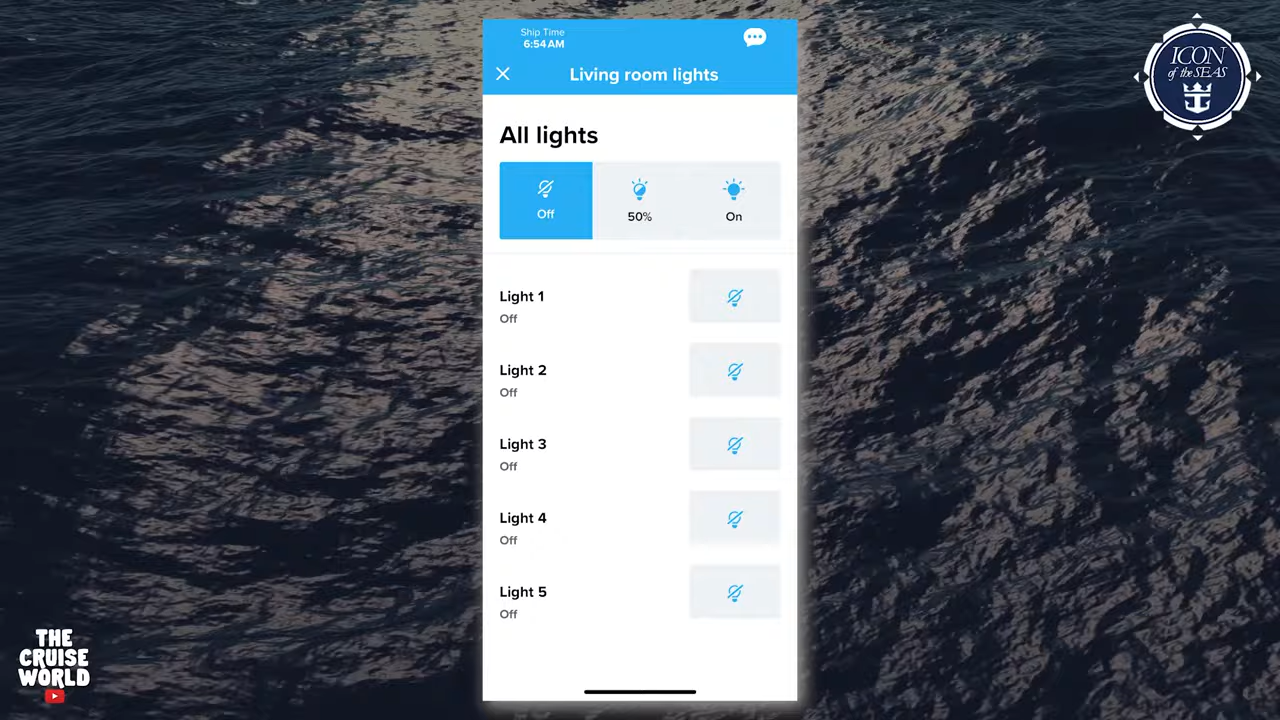 Ship Time
6:54 AM
Living room lights
All lights
Off
50%
On
Light 1
Off
Light 2
Off
Light 3
Off
Light 4
Off
Light 5
Off
ICON
of the SEAS
THE
CRUISE
WORLD